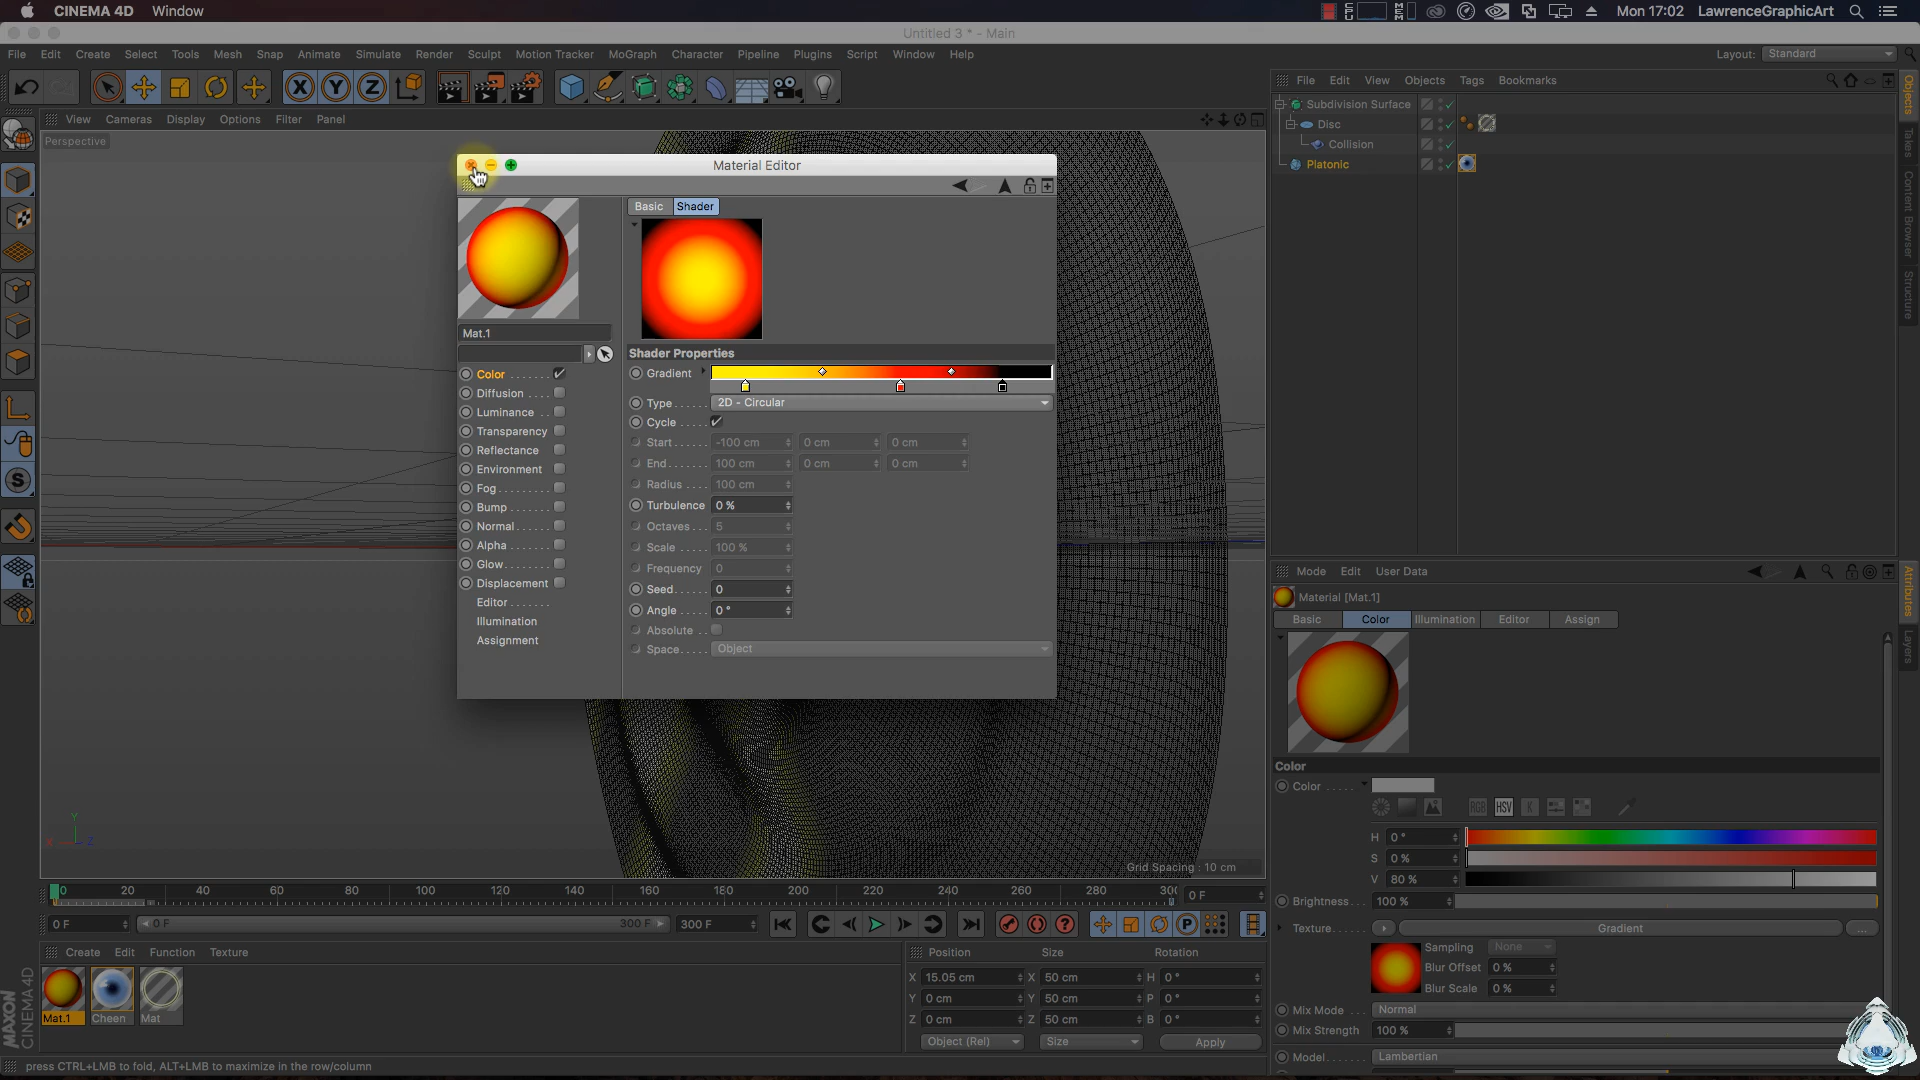 CINEMA 4D Window
Mon 17:02 LawrenceGraphicArt
Untitled 3 * - Main
File Edit Create Select Tools Mesh Snap Animate Simulate Render Sculpt Motion Tracker MoGraph Character Pipeline Plugins Script Window Help
Layout: Standard
X Y Z
File Edit View Objects Tags Bookmarks
Subdivision Surface
Disc
Collision
Platonic
Objects
Takes
Content Browser
Structure
View Cameras Display Options Filter Panel
Perspective
Material Editor
Mat.1
Color
Diffusion
Luminance
Transparency
Reflectance
Environment
Fog
Bump
Normal
Alpha
Glow
Displacement
Editor
Illumination
Assignment
Basic Shader
Shader Properties
Gradient
Type 2D - Circular
Cycle
Start -100 cm 0 cm 0 cm
End 100 cm 0 cm 0 cm
Radius 100 cm
Turbulence 0 %
Octaves 5
Scale 100 %
Frequency 0
Seed 0
Angle 0 °
Absolute
Space Object
Grid Spacing : 10 cm
Mode Edit User Data
Material [Mat.1]
Basic Color Illumination Editor Assign
Attributes
Layers
Color
Color
RGB HSV K
H 0 °
S 0 %
V 80 %
Brightness 100 %
Texture Gradient ...
Sampling None
Blur Offset 0 %
Blur Scale 0 %
Mix Mode Normal
Mix Strength 100 %
Model Lambertian
0 20 40 60 80 100 120 140 160 180 200 220 240 260 280 30
0 F
0 F 0 F 300 F 300 F
Create Edit Function Texture
Mat.1 Cheen Mat
Position Size Rotation
X 15.05 cm X 50 cm H 0 °
Y 0 cm Y 50 cm P 0 °
Z 0 cm Z 50 cm B 0 °
Object (Rel) Size Apply
MAXON CINEMA4D
press CTRL+LMB to fold, ALT+LMB to maximize in the row/column